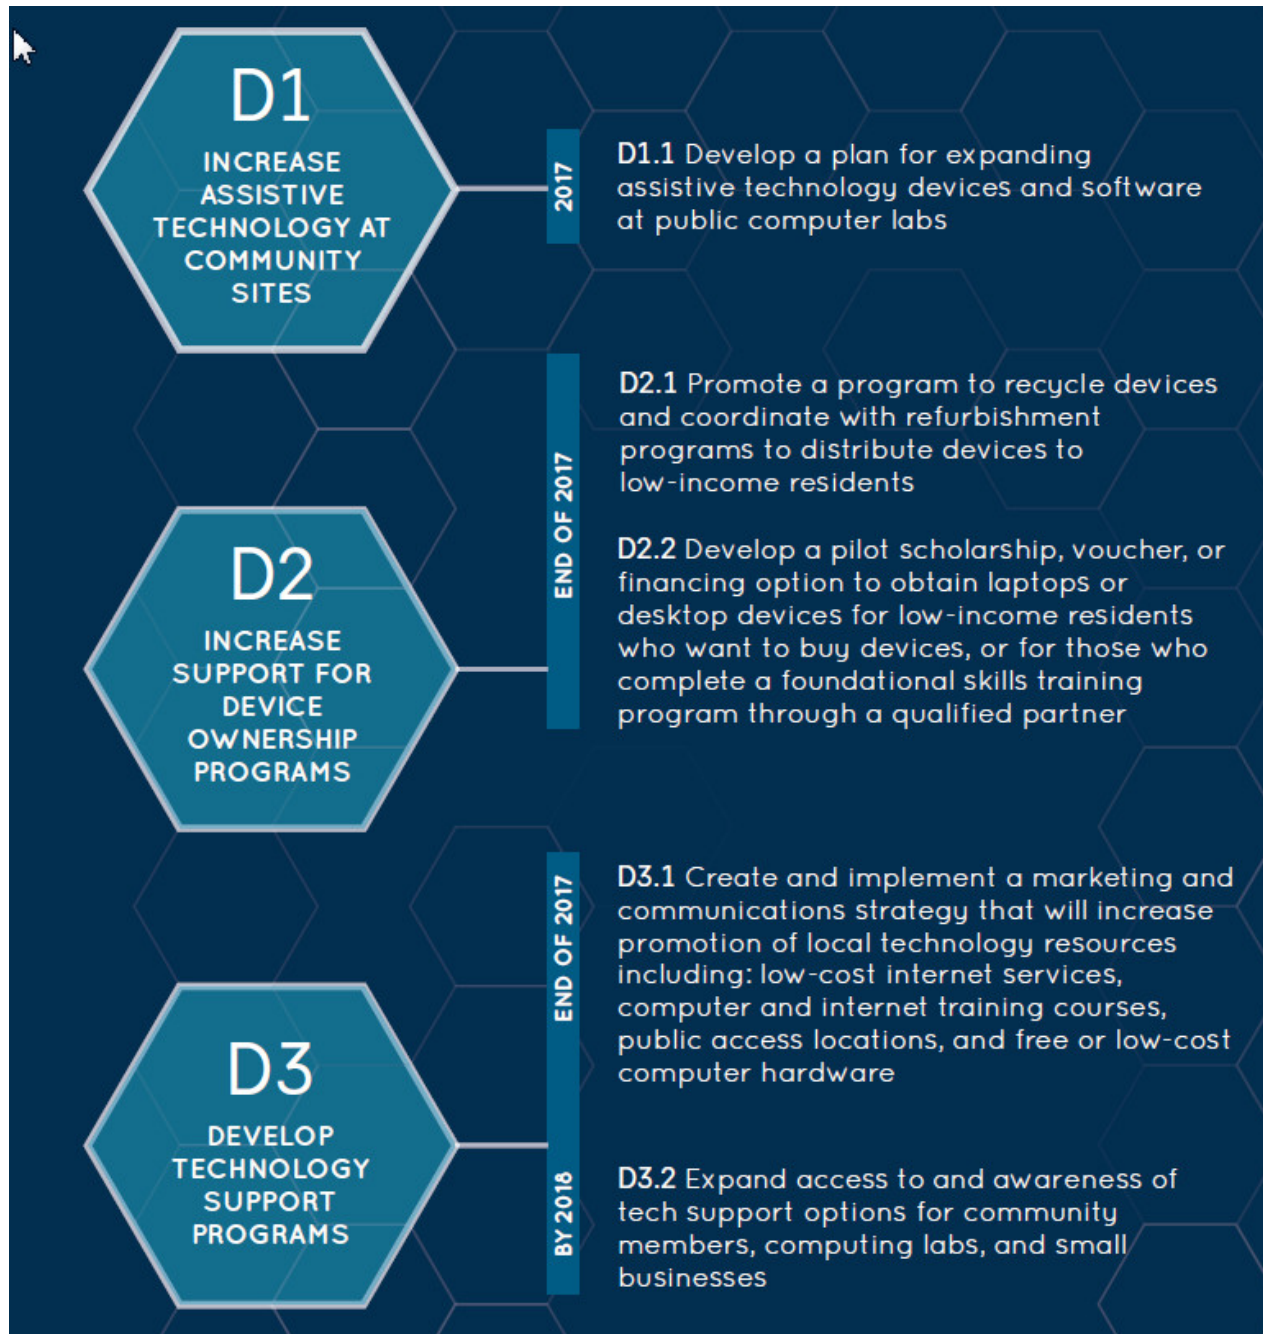 D1
INCREASE
ASSISTIVE
TECHNOLOGY AT
COMMUNITY
SITES
2017
D1.1 Develop a plan for expanding
assistive technology devices and software
at public computer labs
D2
INCREASE
SUPPORT FOR
DEVICE
OWNERSHIP
PROGRAMS
END OF 2017
D2.1 Promote a program to recycle devices
and coordinate with refurbishment
programs to distribute devices to
low-income residents
D2.2 Develop a pilot scholarship, voucher, or
financing option to obtain laptops or
desktop devices for low-income residents
who want to buy devices, or for those who
complete a foundational skills training
program through a qualified partner
D3
DEVELOP
TECHNOLOGY
SUPPORT
PROGRAMS
END OF 2017
D3.1 Create and implement a marketing and
communications strategy that will increase
promotion of local technology resources
including: low-cost internet services,
computer and internet training courses,
public access locations, and free or low-cost
computer hardware
BY 2018
D3.2 Expand access to and awareness of
tech support options for community
members, computing labs, and small
businesses